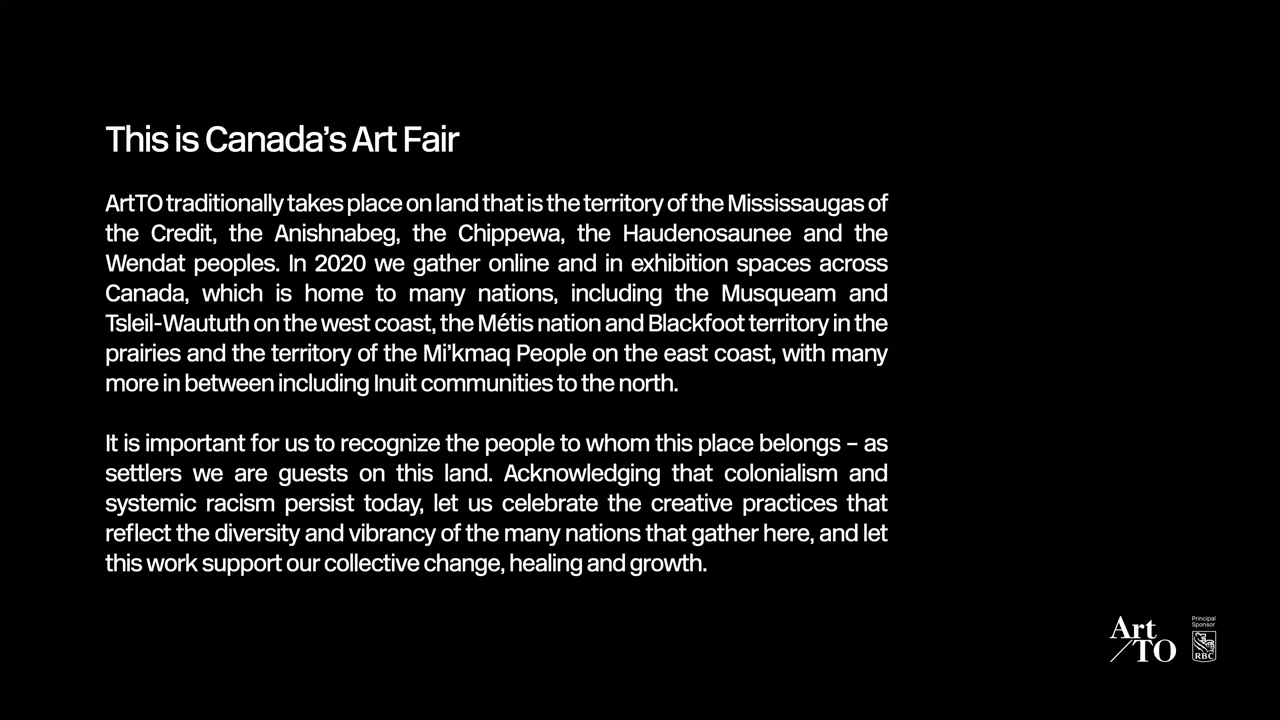 This is Canada’s Art Fair
ArtTO traditionally takes place on land that is the territory of the Mississaugas of
the Credit, the Anishnabeg, the Chippewa, the Haudenosaunee and the
Wendat peoples. In 2020 we gather online and in exhibition spaces across
Canada, which is home to many nations, including the Musqueam and
Tsleil-Waututh on the west coast, the Métis nation and Blackfoot territory in the
prairies and the territory of the Mi’kmaq People on the east coast, with many
more in between including Inuit communities to the north.
It is important for us to recognize the people to whom this place belongs – as
settlers we are guests on this land. Acknowledging that colonialism and
systemic racism persist today, let us celebrate the creative practices that
reflect the diversity and vibrancy of the many nations that gather here, and let
this work support our collective change, healing and growth.
Art
/TO
Principal
Sponsor
RBC